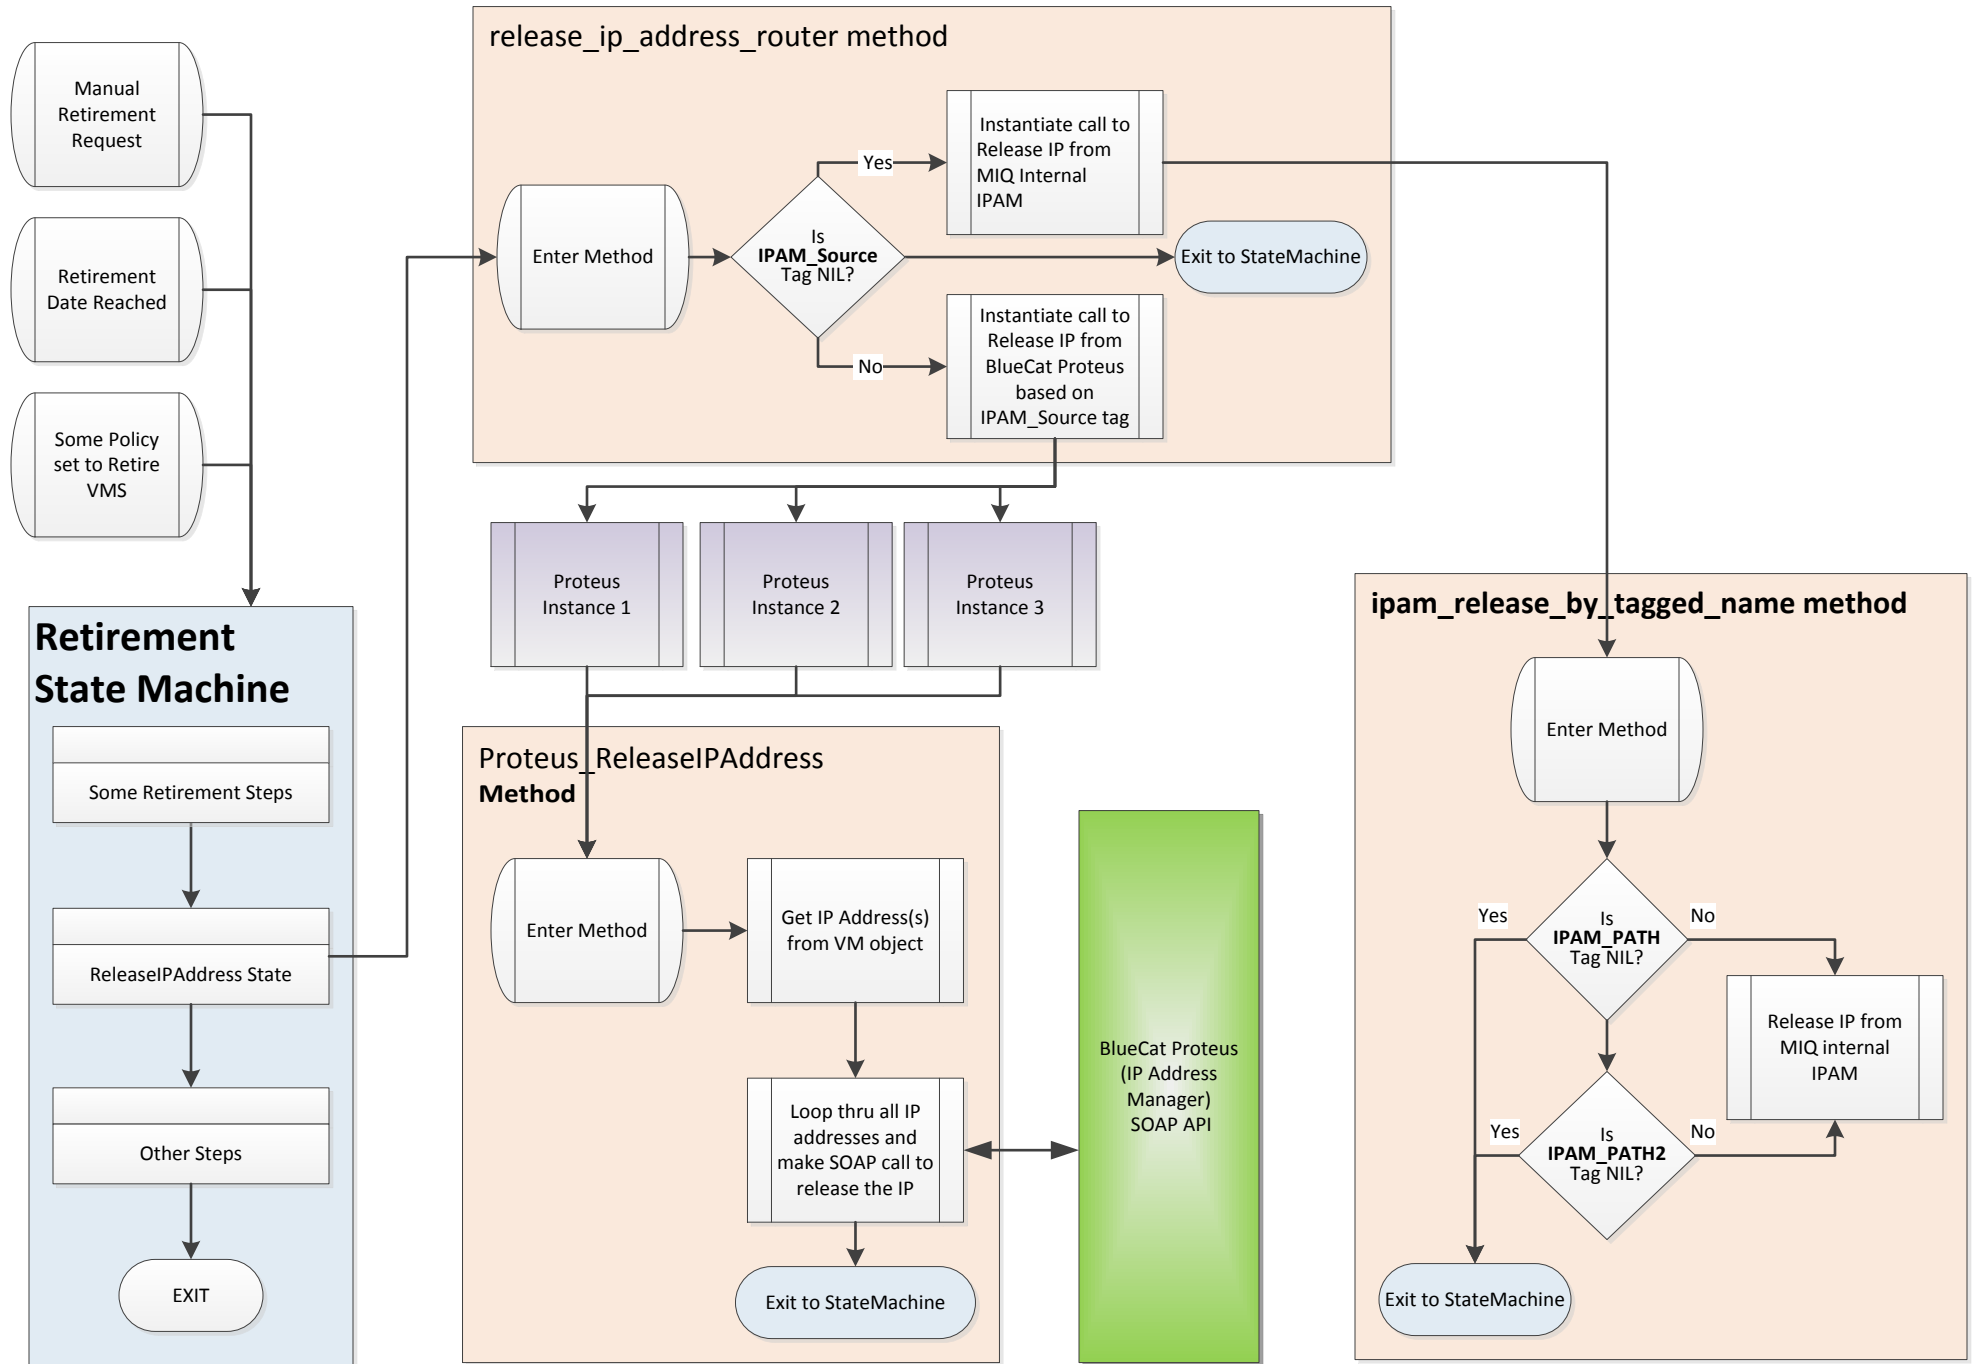 Manual
Retirement
Request
Retirement
Date Reached
Some Policy
set to Retire
VMS
Retirement
State Machine
Some Retirement Steps
ReleaseIPAddress State
Other Steps
EXIT
release_ip_address_router method
Enter Method
Is
IPAM_Source
Tag NIL?
Yes
No
Instantiate call to
Release IP from
MIQ Internal
IPAM
Exit to StateMachine
Instantiate call to
Release IP from
BlueCat Proteus
based on
IPAM_Source tag
Proteus
Instance 1
Proteus
Instance 2
Proteus
Instance 3
Proteus_ReleaseIPAddress
Method
Enter Method
Get IP Address(s)
from VM object
Loop thru all IP
addresses and
make SOAP call to
release the IP
Exit to StateMachine
BlueCat Proteus
(IP Address
Manager)
SOAP API
ipam_release_by_tagged_name method
Enter Method
Yes
Is
IPAM_PATH
Tag NIL?
No
Release IP from
MIQ internal
IPAM
Yes
Is
IPAM_PATH2
Tag NIL?
No
Exit to StateMachine